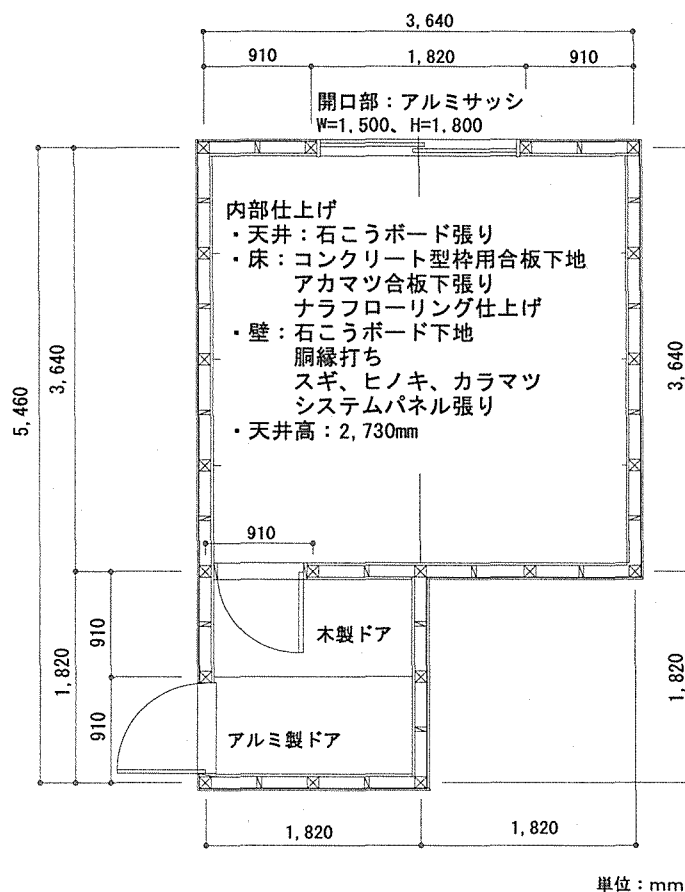 3,640
910
1,820
910
開口部：アルミサッシ
W=1,500、H=1,800
内部仕上げ
・天井：石こうボード張り
・床：コンクリート型枠用合板下地
アカマツ合板下張り
ナラフローリング仕上げ
・壁：石こうボード下地
胴縁打ち
スギ、ヒノキ、カラマツ
システムパネル張り
・天井高：2,730mm
5,460
3,640
3,640
910
910
木製ドア
1,820
1,820
910
アルミ製ドア
1,820
1,820
単位：mm